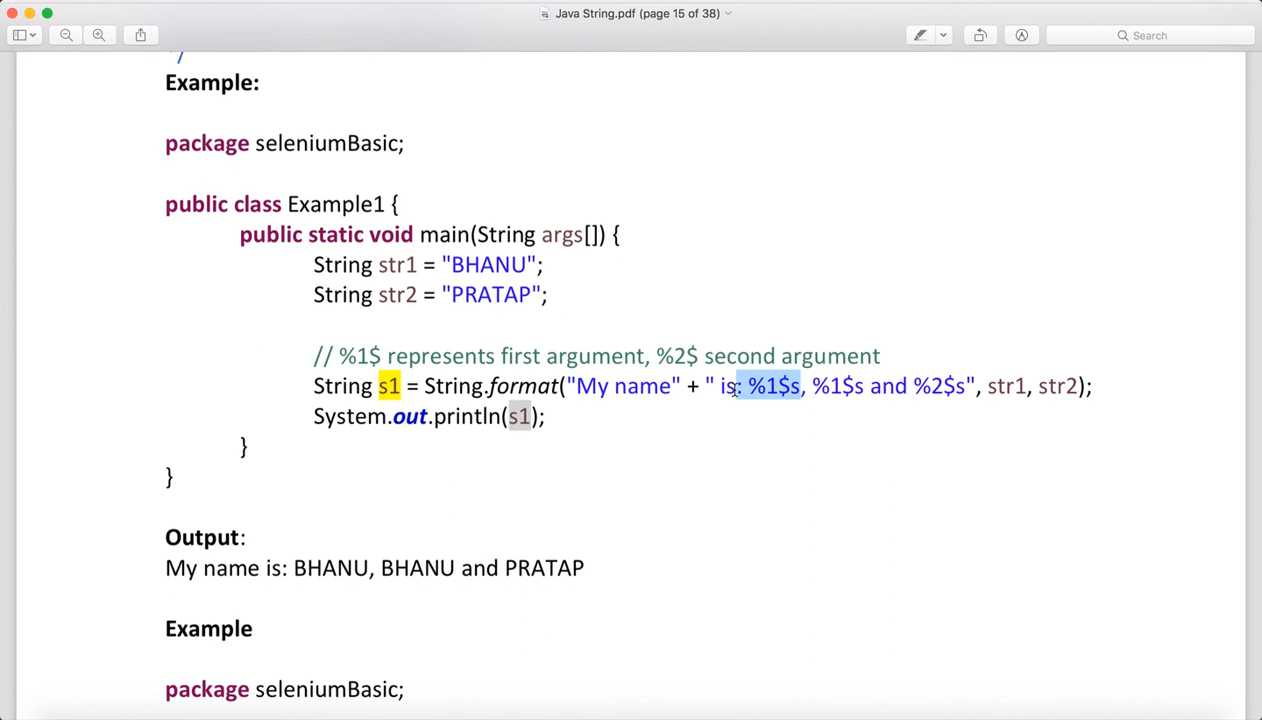 Java String.pdf (page 15 of 38)
Search
*/
Example:
package seleniumBasic;
public class Example1 {
public static void main(String args[]) {
String str1 = "BHANU";
String str2 = "PRATAP";
// %1$ represents first argument, %2$ second argument
String s1 = String.format("My name" + " is: %1$s, %1$s and %2$s", str1, str2);
System.out.println(s1);
}
}
Output:
My name is: BHANU, BHANU and PRATAP
Example
package seleniumBasic;